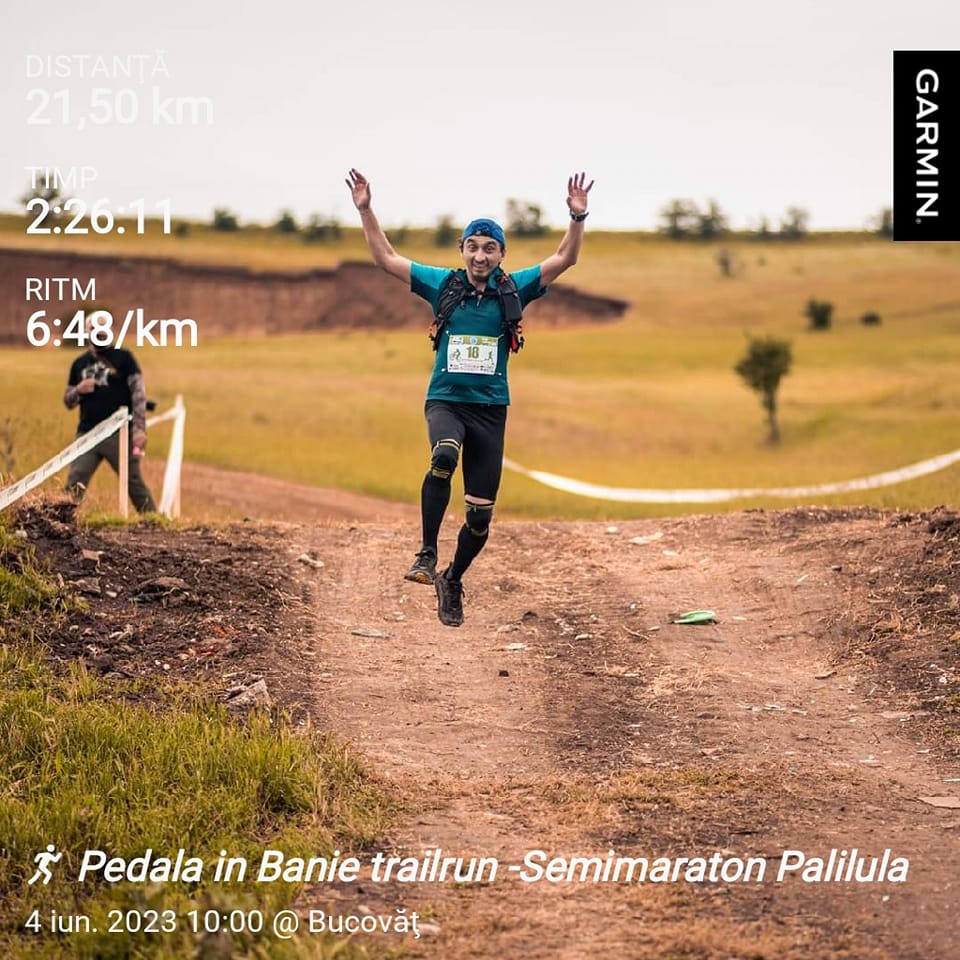 DISTANŢĂ
21,50 km
GARMIN.
TIMP
2:26:11
RITM
6:48/km
18
Pedala in Banie trailrun -Semimaraton Palilula
4 iun. 2023 10:00 @ Bucovăţ